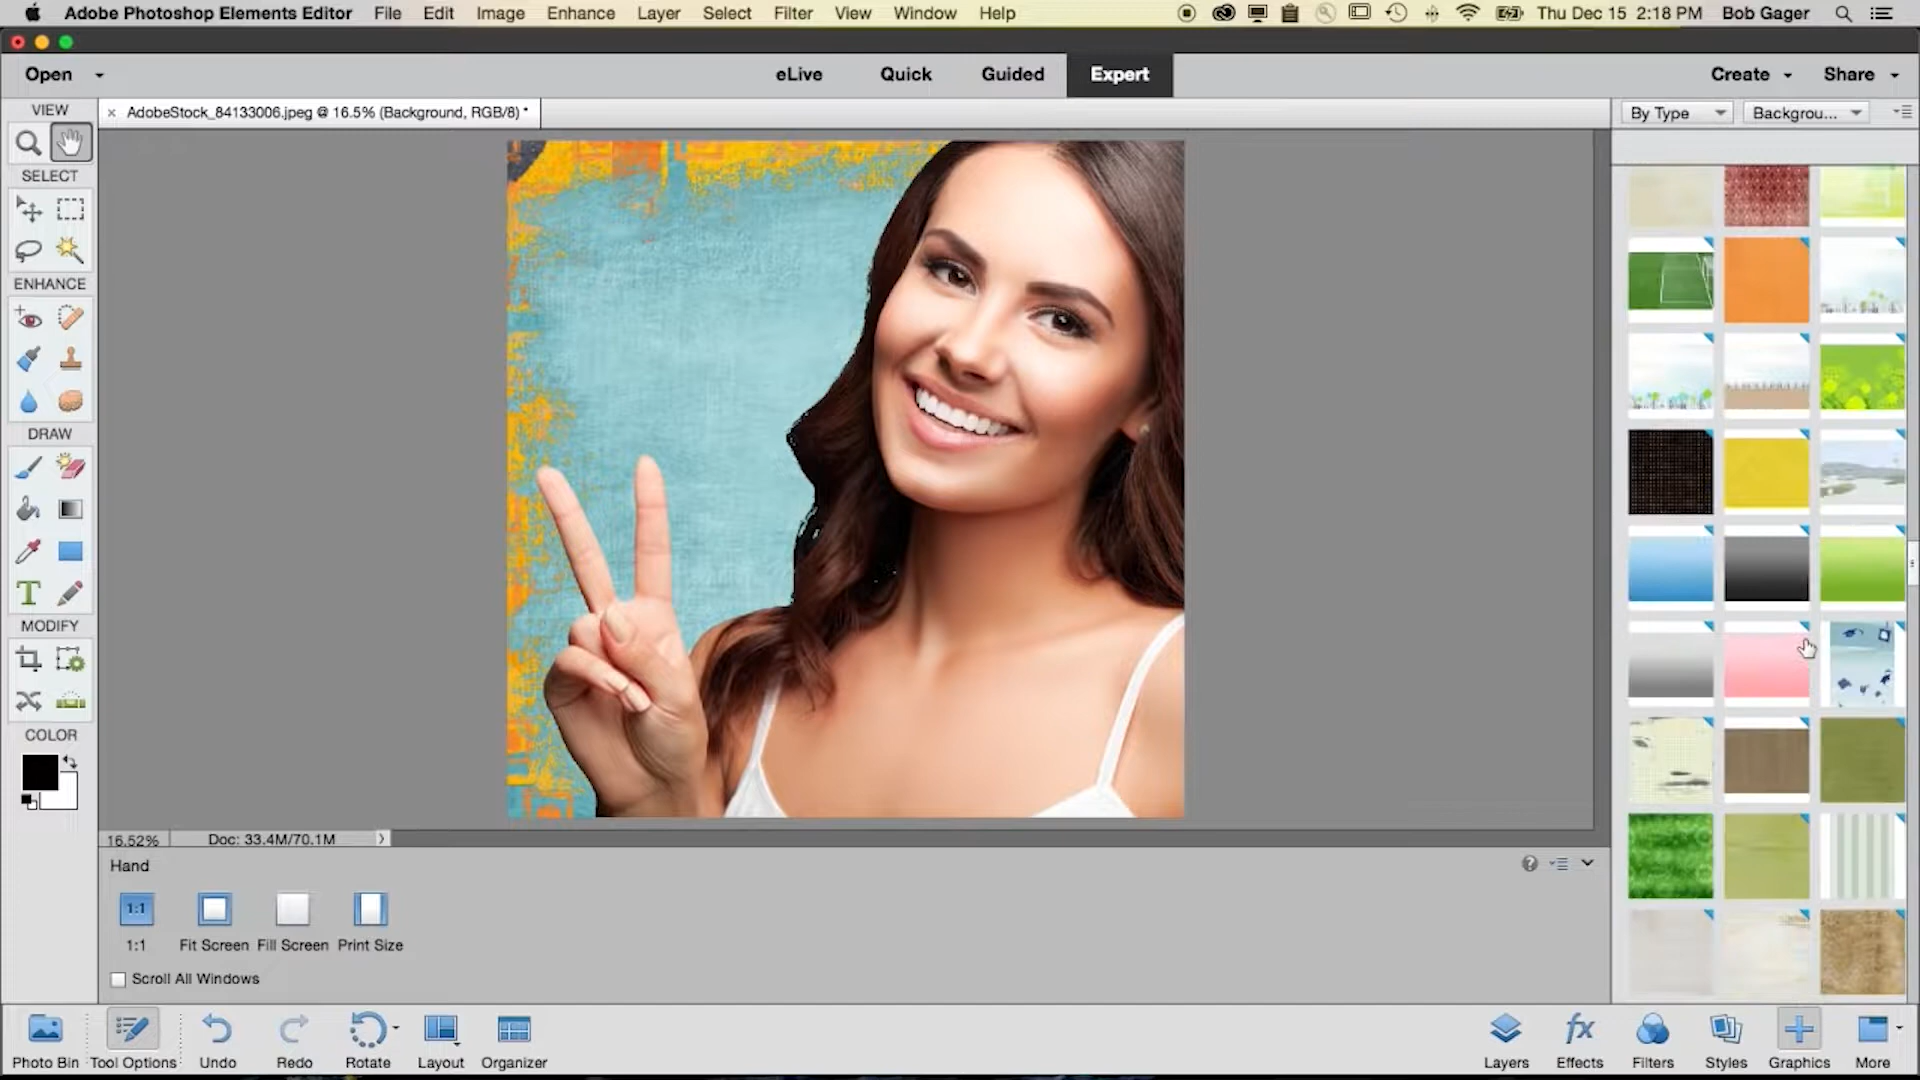 Adobe Photoshop Elements Editor File Edit Image Enhance Layer Select Filter View Window Help Thu Dec 15 2:18 PM Bob Gager
Open eLive Quick Guided Expert Create Share
VIEW
AdobeStock_84133006.jpeg @ 16.5% (Background, RGB/8) *
By Type Backgrou...
SELECT
ENHANCE
DRAW
T
MODIFY
COLOR
16.52% Doc: 33.4M/70.1M
Hand
1:1
1:1 Fit Screen Fill Screen Print Size
Scroll All Windows
fx
Photo Bin Tool Options Undo Redo Rotate Layout Organizer Layers Effects Filters Styles Graphics More